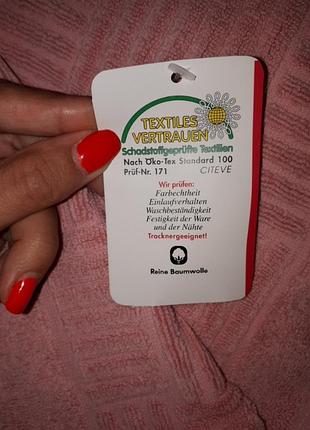 TEXTILES
VERTRAUEN
Schadstoffgeprüfte Textilien
Nach Öko-Tex Standard 100
Prüf-Nr. 171 CITEVE
Wir prüfen:
Farbechtheit
Einlaufverhalten
Waschbeständigkeit
Festigkeit der Ware
und der Nähte
Trocknergeeignet!
Reine Baumwolle